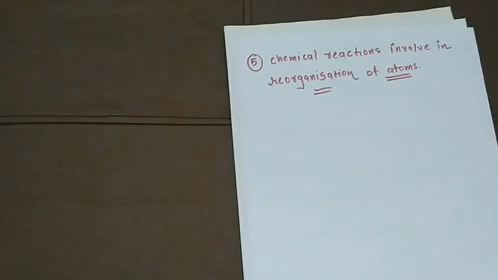 ⑤ chemical reactions involve in
reorganisation of atoms.